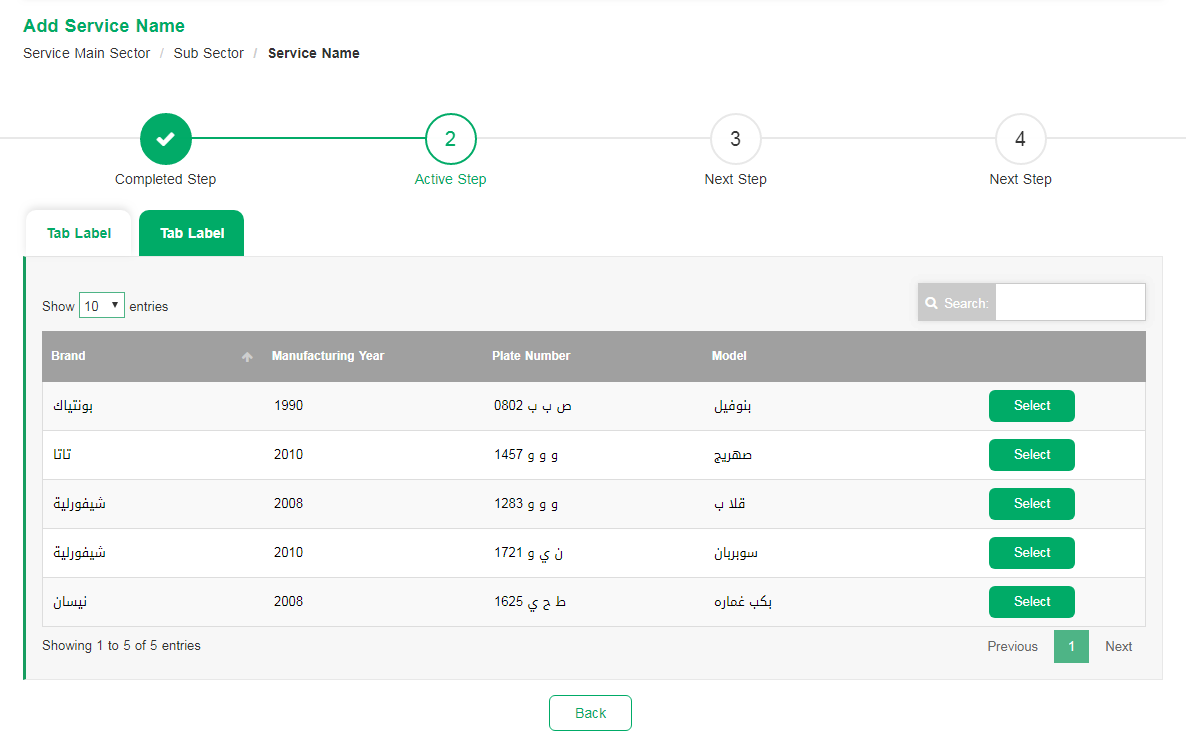 Add Service Name
Service Main Sector / Sub Sector / Service Name
2 3 4
Completed Step Active Step Next Step Next Step
Tab Label Tab Label
Show 10 entries Search:
Brand Manufacturing Year Plate Number Model
بونتياك 1990 ص ب ب 0802 بنوفيل Select
تاتا 2010 و و و 1457 صهريج Select
شيفورلية 2008 و و و 1283 قلا ب Select
شيفورلية 2010 ن ي و 1721 سوبربان Select
نيسان 2008 ط ح ي 1625 بكب غماره Select
Showing 1 to 5 of 5 entries Previous 1 Next
Back